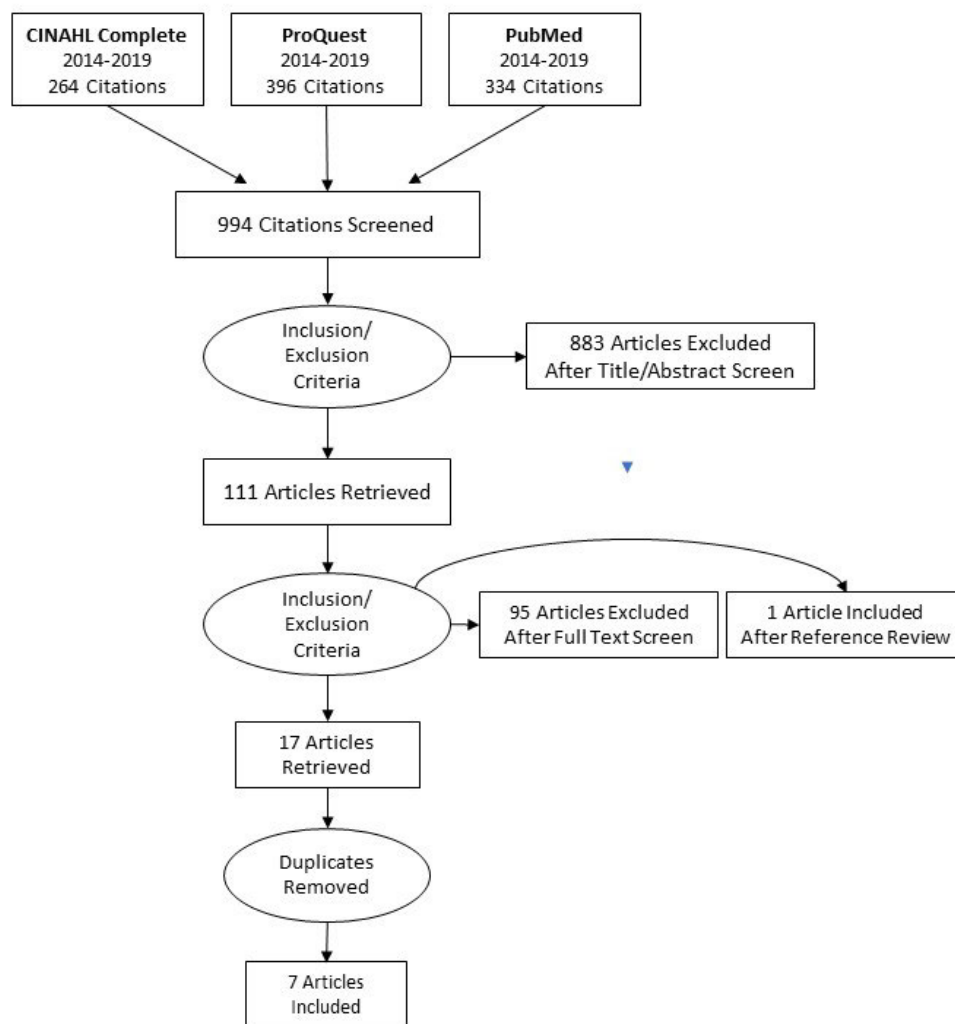 CINAHL Complete
2014-2019
264 Citations
ProQuest
2014-2019
396 Citations
PubMed
2014-2019
334 Citations
994 Citations Screened
Inclusion/
Exclusion
Criteria
883 Articles Excluded
After Title/Abstract Screen
111 Articles Retrieved
Inclusion/
Exclusion
Criteria
95 Articles Excluded
After Full Text Screen
1 Article Included
After Reference Review
17 Articles
Retrieved
Duplicates
Removed
7 Articles
Included